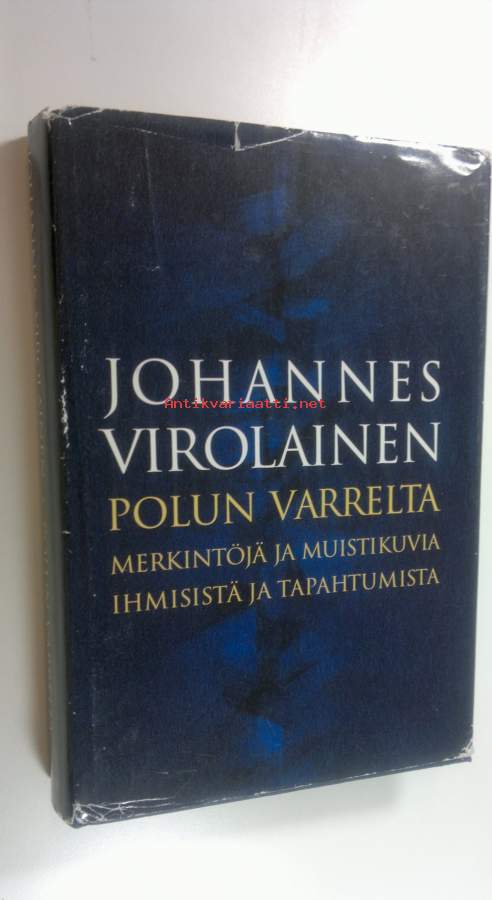 JOHANNES
Antikvariaatti.net
VIROLAINEN
POLUN VARRELTA
MERKINTÖJÄ JA MUISTIKUVIA
IHMISISTÄ JA TAPAHTUMISTA